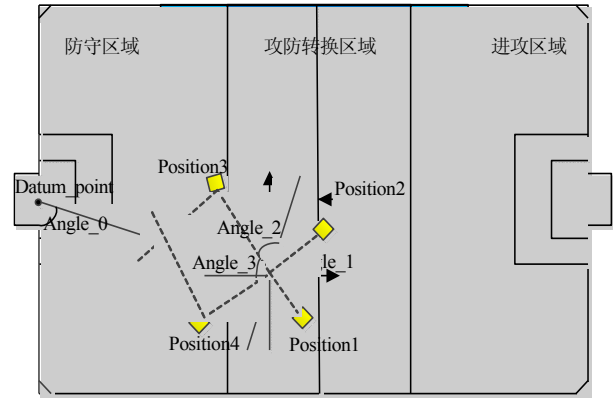 防守区域
攻防转换区域
进攻区域
Position3
Datum_point
Position2
Angle_0
Angle_2
Angle_3
le_1
Position4
Position1